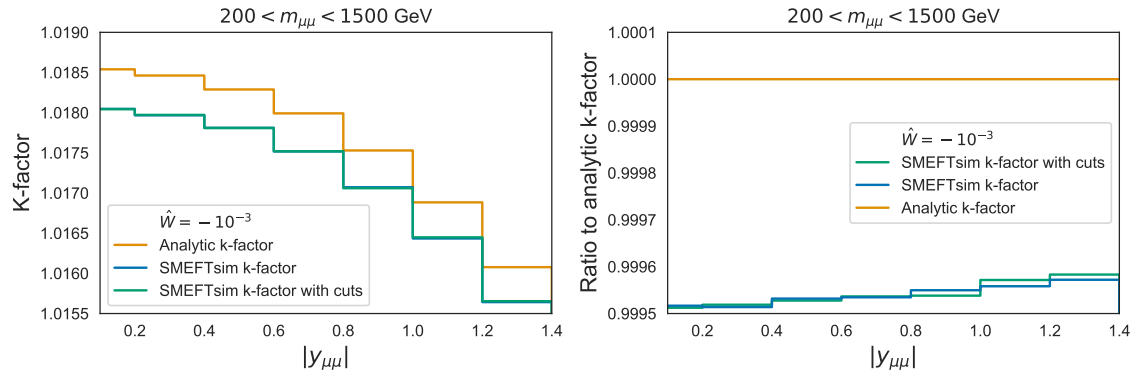 200 < m_μμ < 1500 GeV
K-factor
1.0190
1.0185
1.0180
1.0175
1.0170
1.0165
1.0160
1.0155
Ŵ = −10⁻³
Analytic k-factor
SMEFTsim k-factor
SMEFTsim k-factor with cuts
0.2 0.4 0.6 0.8 1.0 1.2 1.4
|y_μμ|
200 < m_μμ < 1500 GeV
Ratio to analytic k-factor
1.0001
1.0000
0.9999
0.9998
0.9997
0.9996
0.9995
Ŵ = −10⁻³
SMEFTsim k-factor with cuts
SMEFTsim k-factor
Analytic k-factor
0.2 0.4 0.6 0.8 1.0 1.2 1.4
|y_μμ|